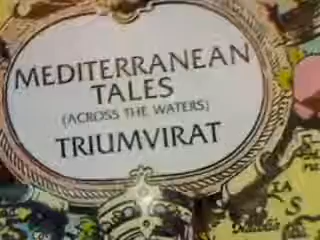 MEDITERRANEAN
TALES
(ACROSS THE WATERS)
TRIUMVIRAT